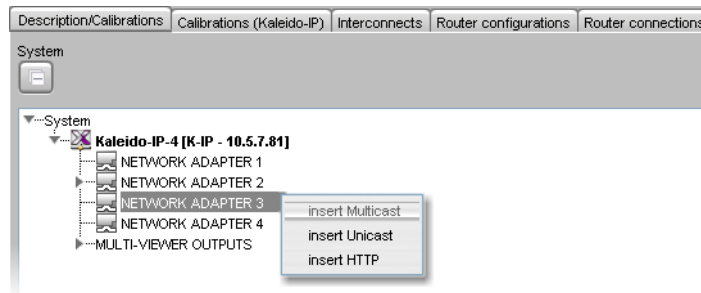 Description/Calibrations Calibrations (Kaleido-IP) Interconnects Router configurations Router connections
System
System
Kaleido-IP-4 [K-IP - 10.5.7.81]
NETWORK ADAPTER 1
NETWORK ADAPTER 2
NETWORK ADAPTER 3
NETWORK ADAPTER 4
MULTI-VIEWER OUTPUTS
insert Multicast
insert Unicast
insert HTTP